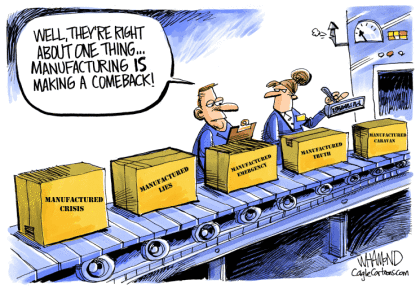 WELL, THEY'RE RIGHT
ABOUT ONE THING...
MANUFACTURING IS
MAKING A COMEBACK!
MANUFACTURED
CRISIS
MANUFACTURED
LIES
MANUFACTURED
EMERGENCY
MANUFACTURED
TRUTH
MANUFACTURED
CARAVAN
WHAMOND
CagleCartoons.com